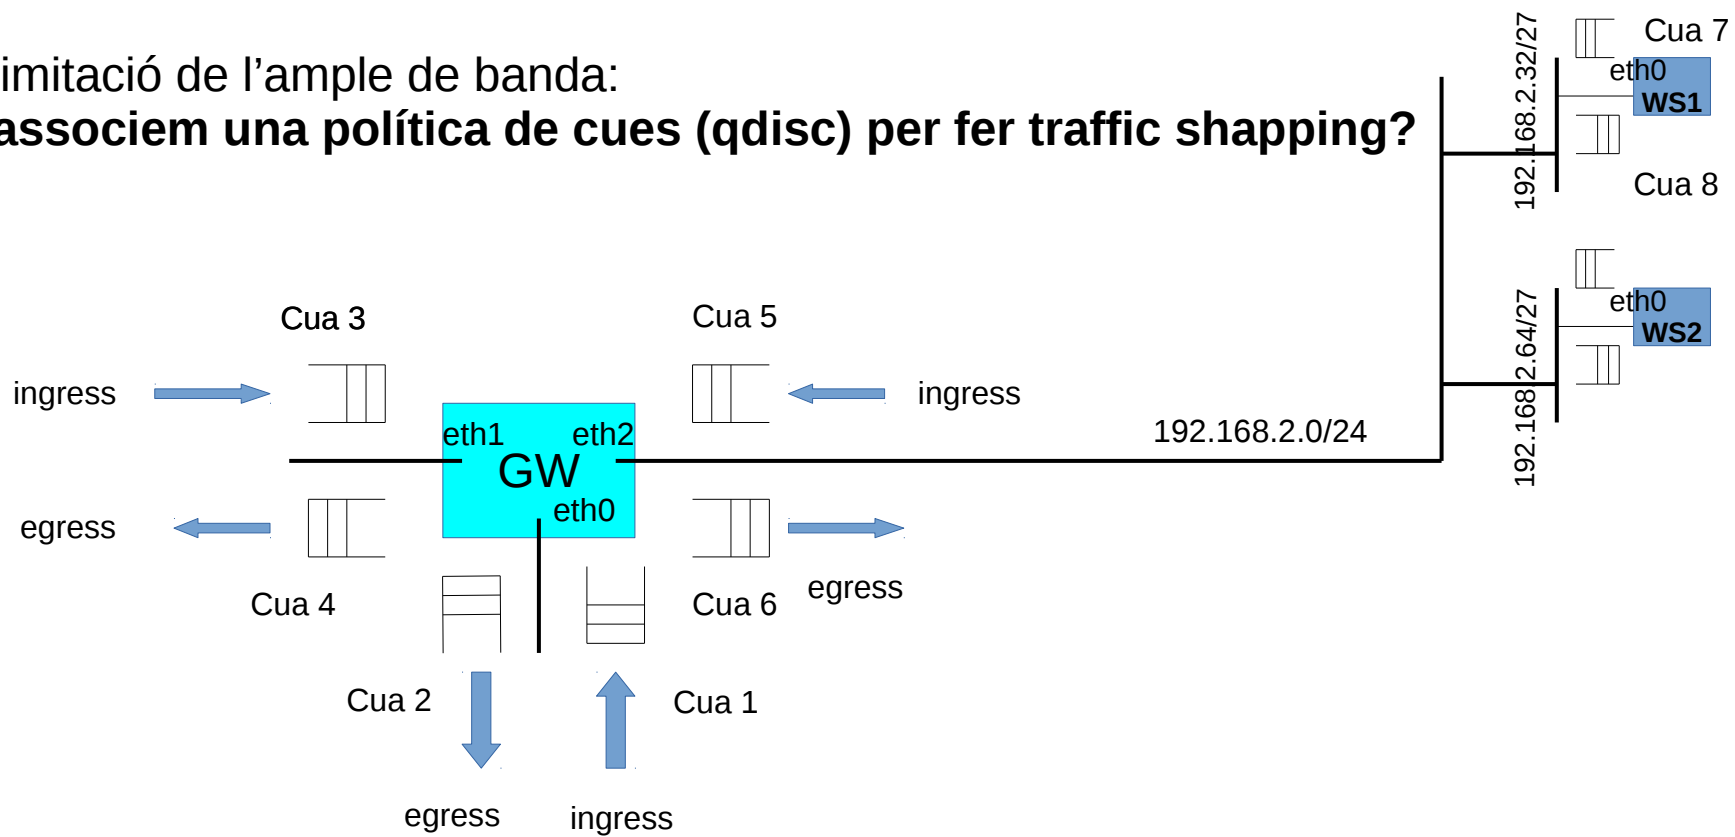 imitació de l’ample de banda:
associem una política de cues (qdisc) per fer traffic shapping?
Cua 7
192.168.2.32/27
eth0
WS1
Cua 8
192.168.2.64/27
eth0
WS2
Cua 3
Cua 5
ingress
ingress
192.168.2.0/24
eth1
eth2
GW
eth0
egress
egress
Cua 4
Cua 6
Cua 2
Cua 1
egress
ingress